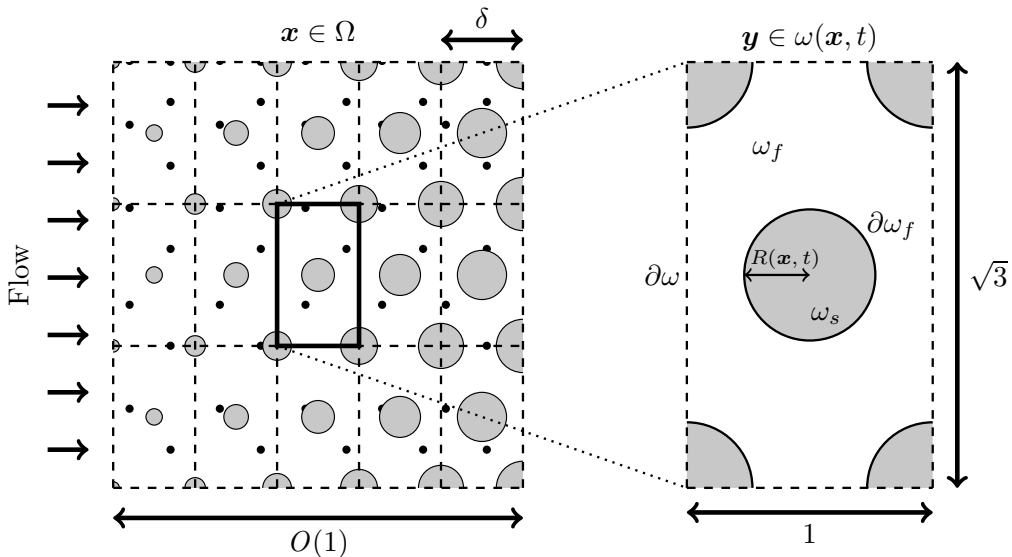 𝒙 ∈ Ω
δ
𝒚 ∈ ω(𝒙, t)
Flow
ω_f
∂ω_f
R(𝒙, t)
∂ω
ω_s
√3
O(1)
1